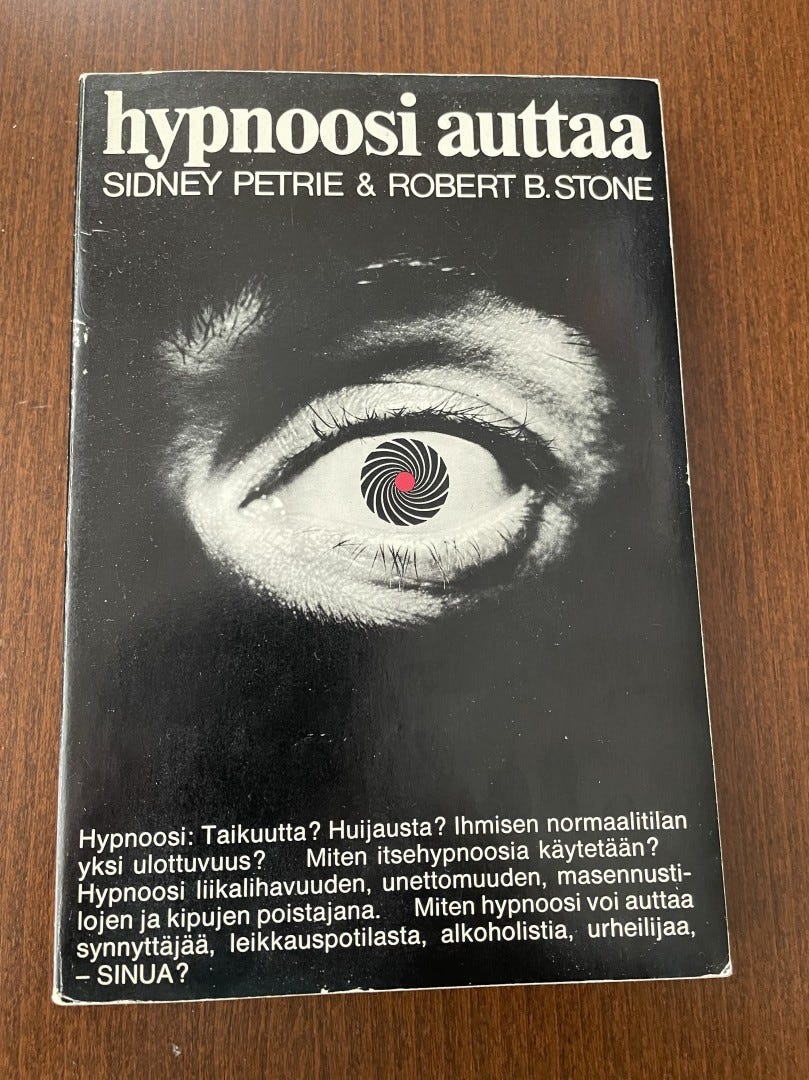 hypnoosi auttaa
SIDNEY PETRIE & ROBERT B. STONE
Hypnoosi: Taikuutta? Huijausta? Ihmisen normaalitilan
yksi ulottuvuus? Miten itsehypnoosia käytetään?
Hypnoosi liikalihavuuden, unettomuuden, masennusti-
lojen ja kipujen poistajana. Miten hypnoosi voi auttaa
synnyttäjää, leikkauspotilasta, alkoholistia, urheilijaa,
– SINUA?